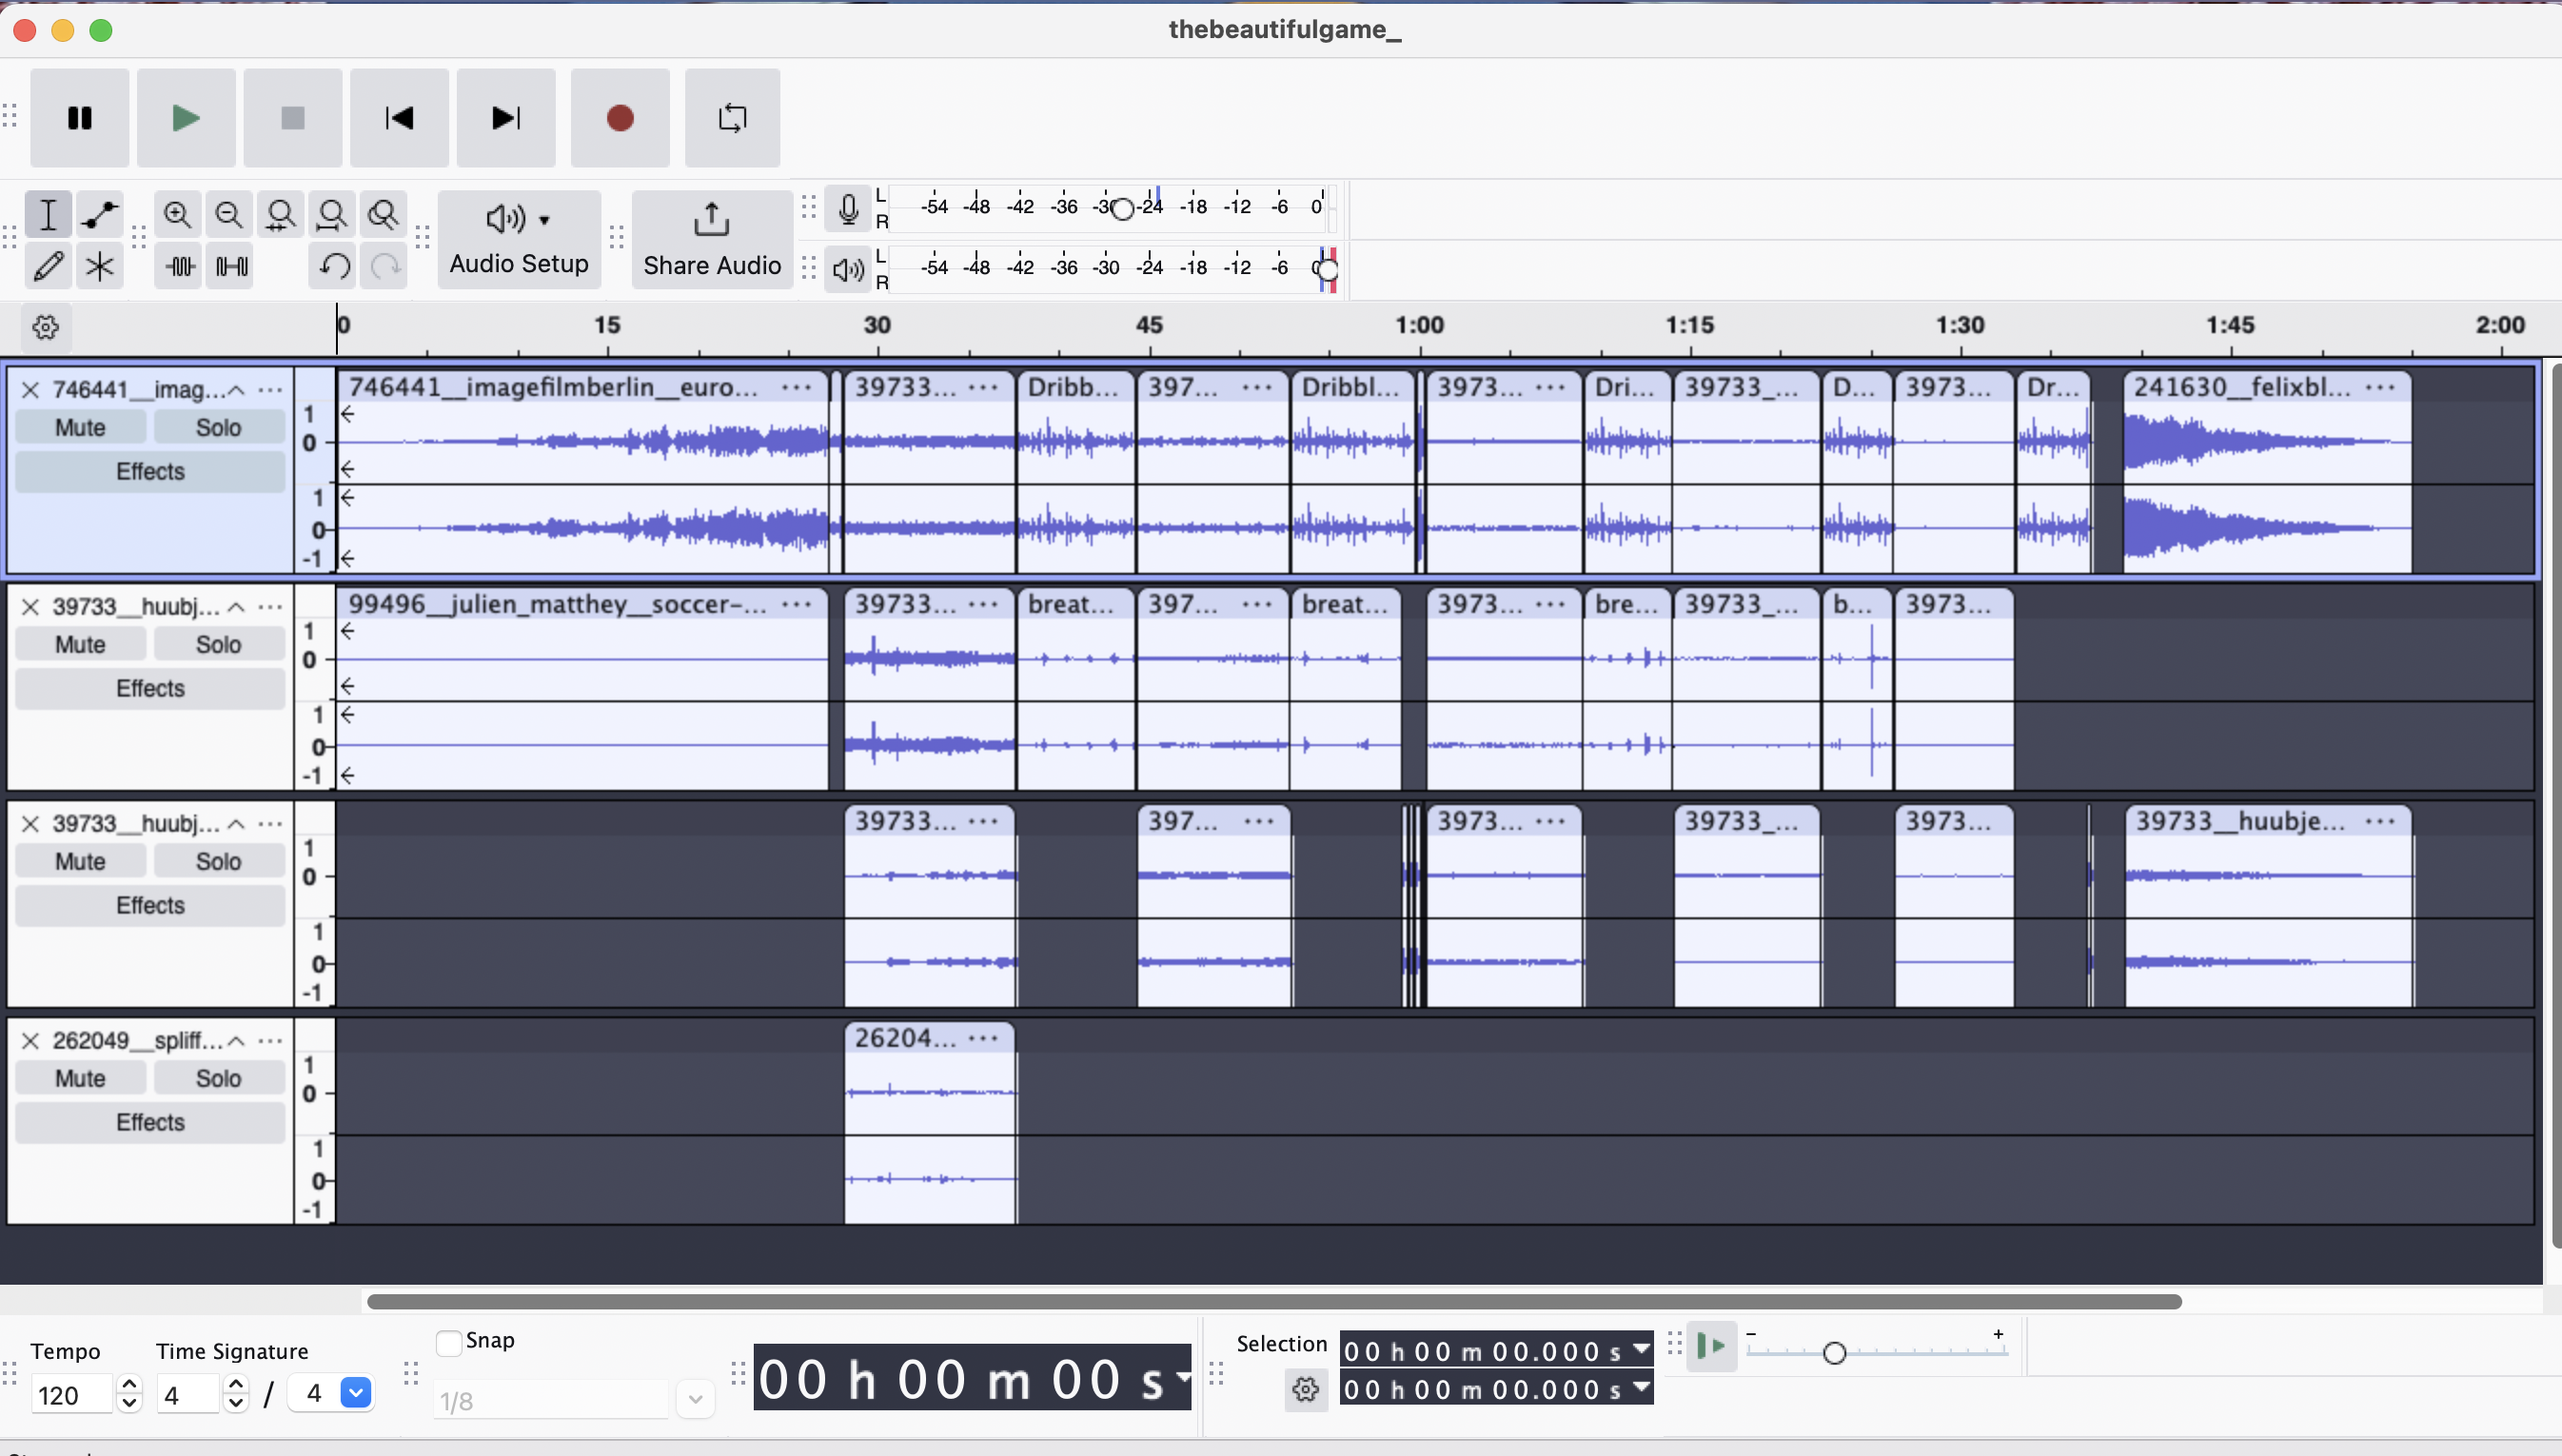 thebeautifulgame_
L
R
-54 -48 -42 -36 -30 -24 -18 -12 -6 0
Audio Setup
Share Audio
L
R
-54 -48 -42 -36 -30 -24 -18 -12 -6 0
0 15 30 45 1:00 1:15 1:30 1:45 2:00
746441__imag...
746441__imagefilmberlin__euro... 39733... Dribb... 397... Dribbl... 3973... Dri... 39733_... D... 3973... Dr... 241630__felixbl...
Mute Solo
Effects
1
0
1
0
-1
39733__huubj...
99496__julien_matthey__soccer-... 39733... breat... 397... breat... 3973... bre... 39733_... b... 3973...
Mute Solo
Effects
1
0
1
0
-1
39733__huubj...
39733... 397... 3973... 39733_... 3973... 39733__huubje...
Mute Solo
Effects
1
0
1
0
-1
262049__spliff...
26204...
Mute Solo
Effects
1
0
1
0
-1
Tempo
120
Time Signature
4 / 4
Snap
1/8
00 h 00 m 00 s
Selection
00 h 00 m 00.000 s
00 h 00 m 00.000 s
- +